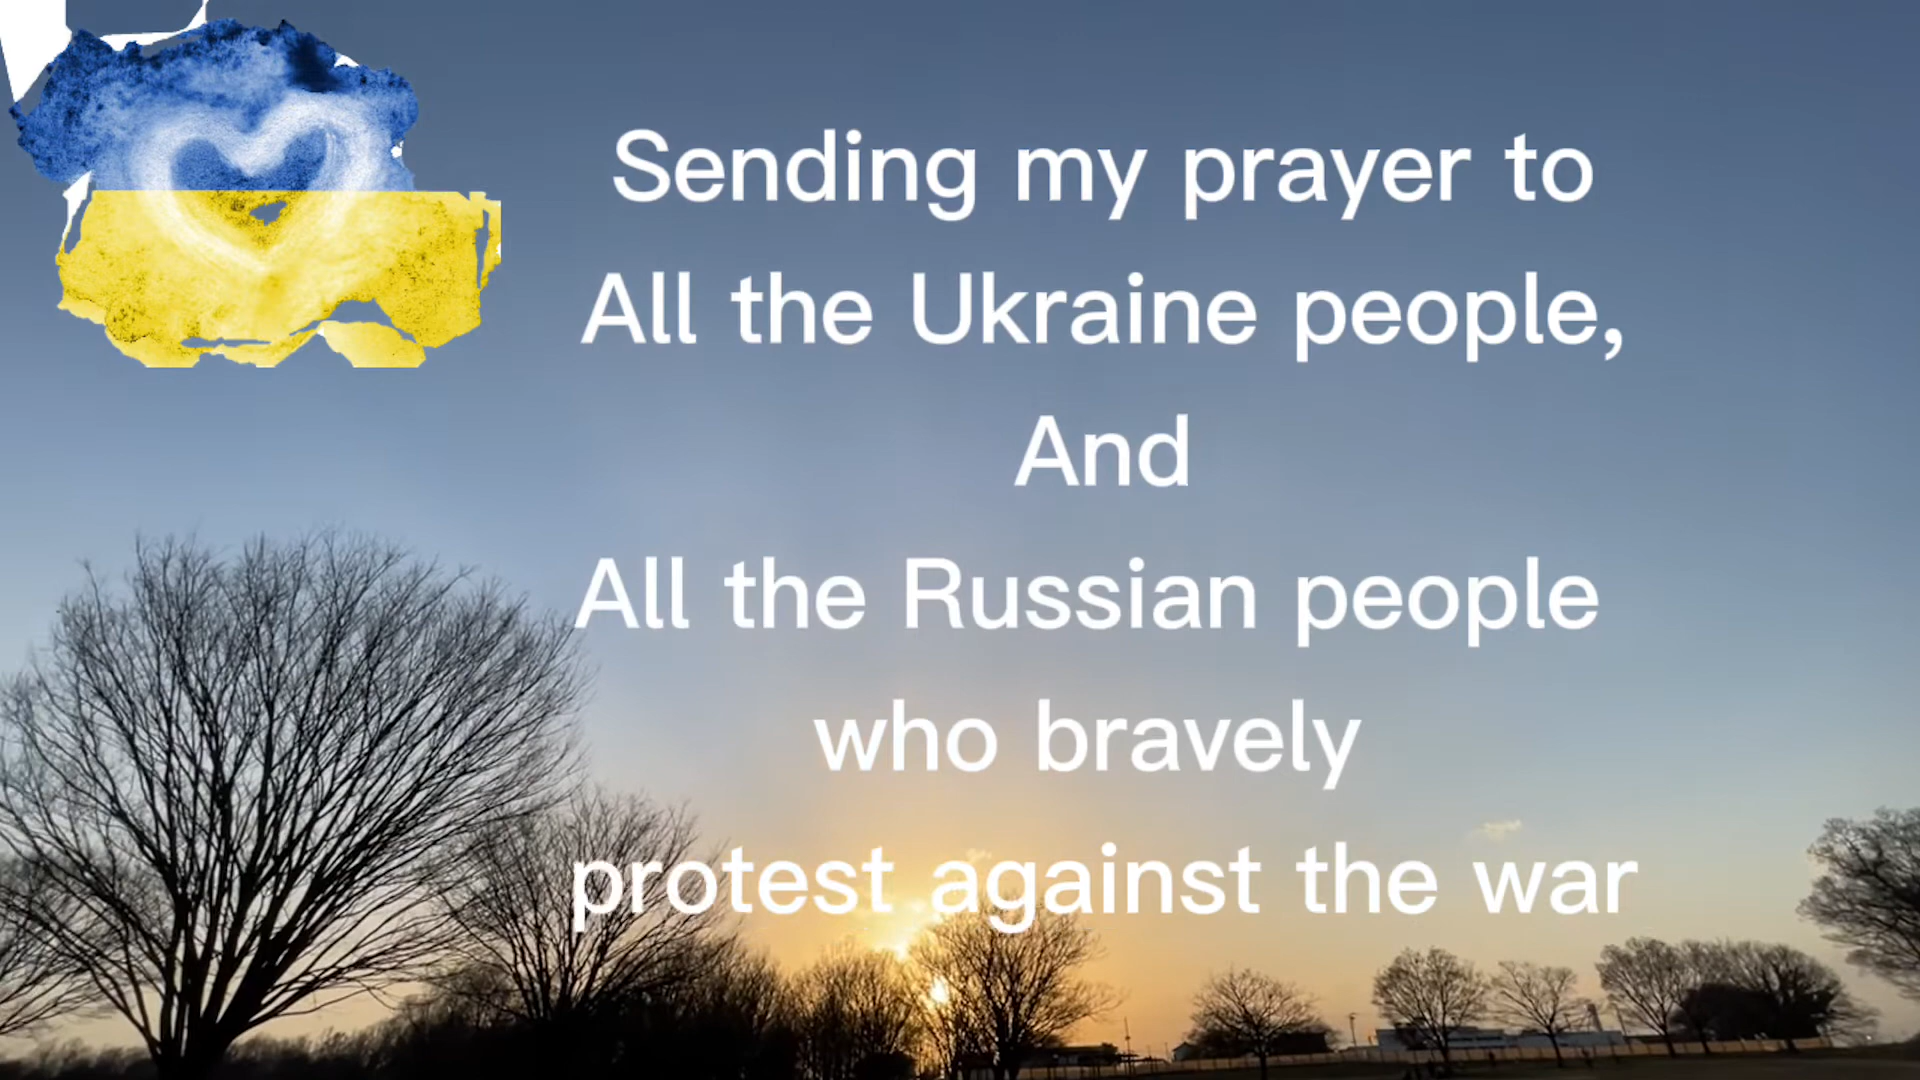 Sending my prayer to
All the Ukraine people,
And
All the Russian people
who bravely
protest against the war